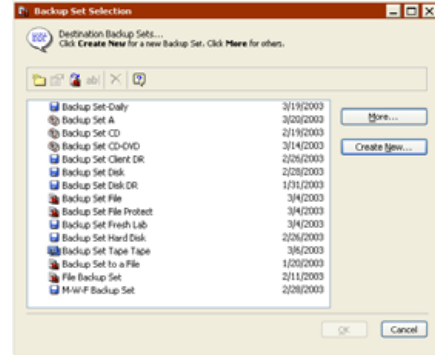 Backup Set Selection
Destination Backup Sets...
Click Create New for a new Backup Set. Click More for others.
Backup Set-Daily 3/19/2003
Backup Set A 3/20/2003
Backup Set CD 2/19/2003
Backup Set CD-DVD 3/14/2003
Backup Set Client DR 2/26/2003
Backup Set Disk 2/28/2003
Backup Set Disk DR 1/31/2003
Backup Set File 3/4/2003
Backup Set File Protect 3/4/2003
Backup Set Fresh Lab 3/4/2003
Backup Set Hard Disk 2/26/2003
Backup Set Tape Tape 3/6/2003
Backup Set to a File 1/20/2003
File Backup Set 2/11/2003
M-W-F Backup Set 2/28/2003
More...
Create New...
OK Cancel